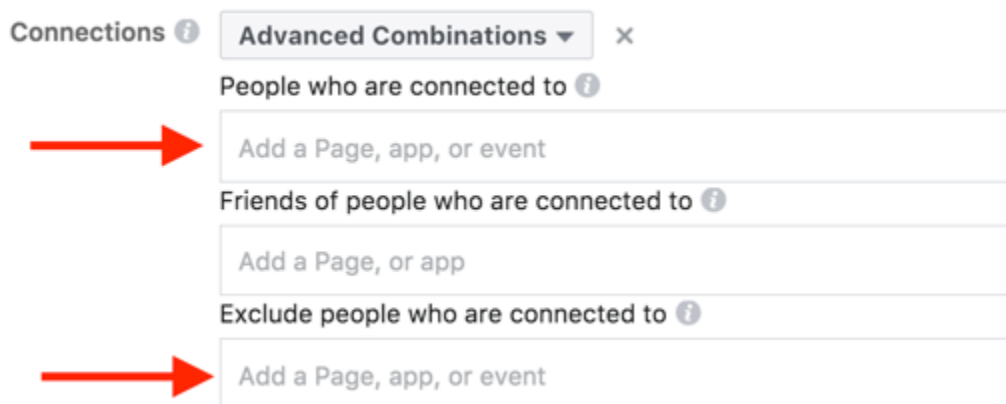 Connections
Advanced Combinations
People who are connected to
Add a Page, app, or event
Friends of people who are connected to
Add a Page, or app
Exclude people who are connected to
Add a Page, app, or event